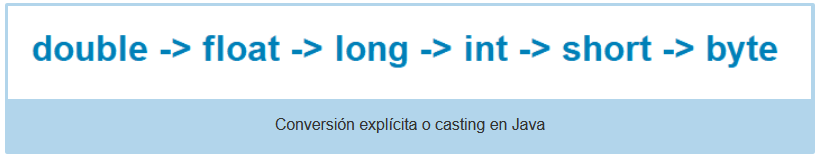 double -> float -> long -> int -> short -> byte
Conversión explícita o casting en Java